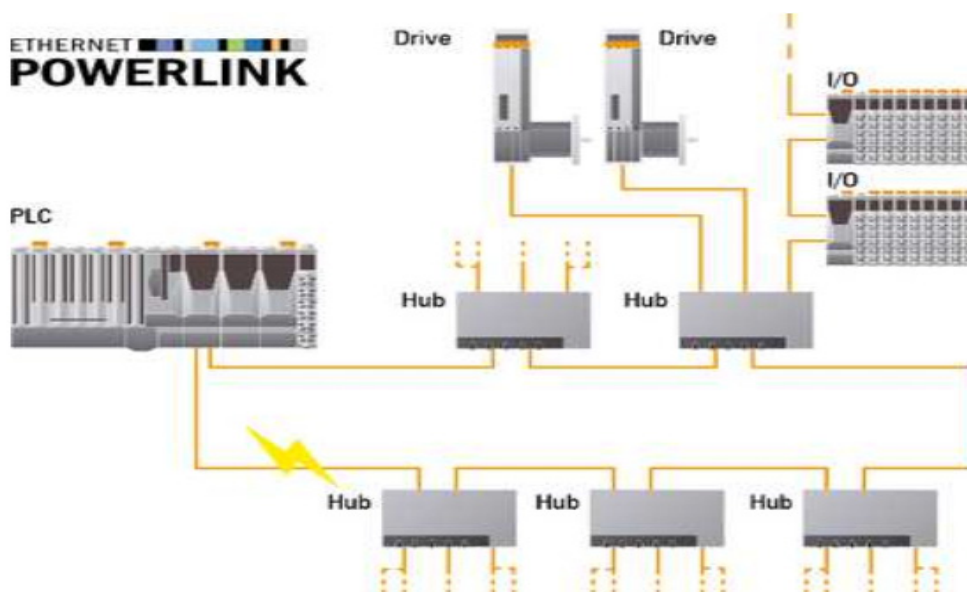 ETHERNET
POWERLINK
Drive
Drive
I/O
I/O
PLC
Hub
Hub
Hub
Hub
Hub